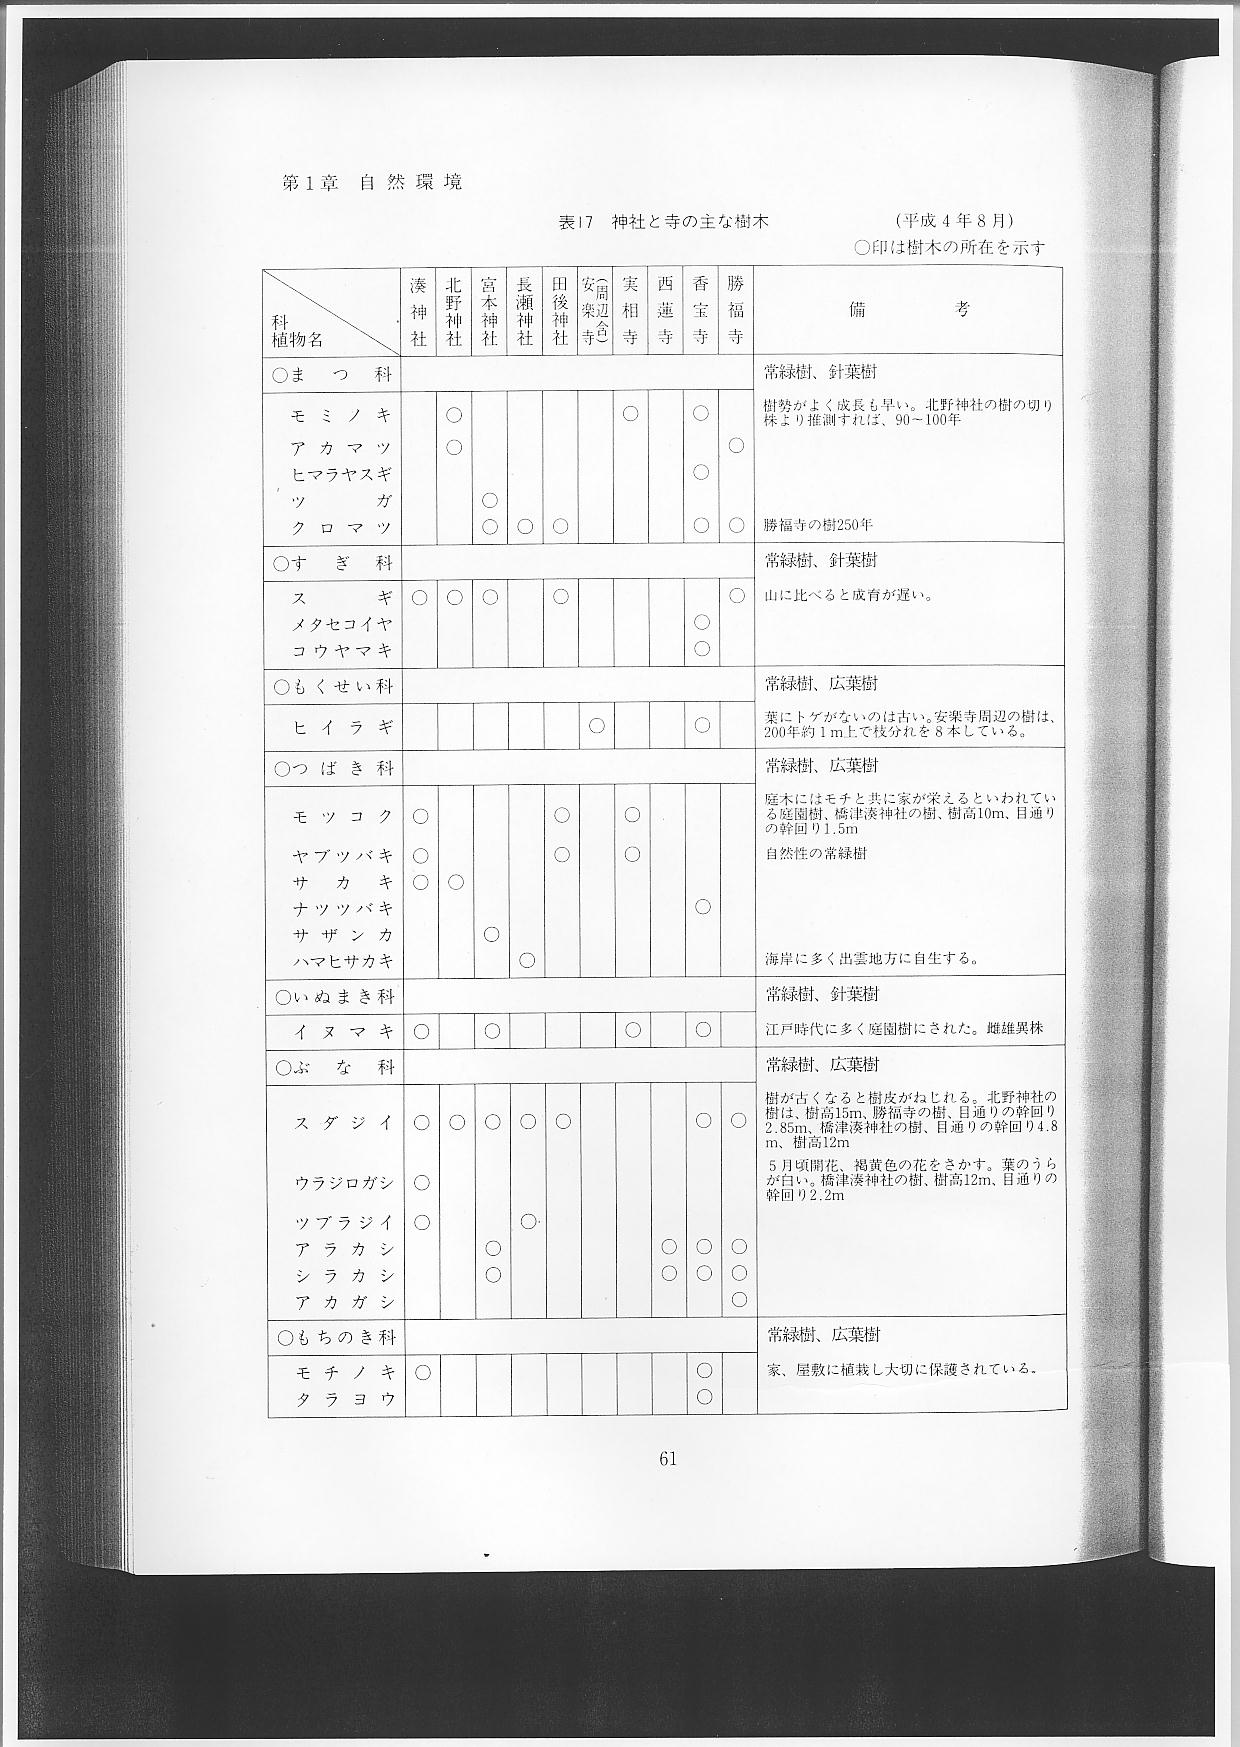 第1章 自然環境
表17 神社と寺の主な樹木 (平成4年8月)
○印は樹木の所在を示す
科
植物名
湊神社
北野神社
宮本神社
長瀬神社
田後神社
安楽寺(周辺含)
実相寺
西蓮寺
香宝寺
勝福寺
備考
○まつ科 常緑樹、針葉樹
モミノキ ○ ○ ○ 樹勢がよく成長も早い。北野神社の樹の切り
株より推測すれば、90〜100年
アカマツ ○ ○
ヒマラヤスギ ○
ツガ ○
クロマツ ○ ○ ○ ○ ○ 勝福寺の樹250年
○すぎ科 常緑樹、針葉樹
スギ ○ ○ ○ ○ ○ 山に比べると成育が遅い。
メタセコイヤ ○
コウヤマキ ○
○もくせい科 常緑樹、広葉樹
ヒイラギ ○ ○ 葉にトゲがないのは古い。安楽寺周辺の樹は、
200年約1m上で枝分れを8本している。
○つばき科 常緑樹、広葉樹
モツコク ○ ○ ○ 庭木にはモチと共に家が栄えるといわれてい
る庭園樹、橋津湊神社の樹、樹高10m、目通り
の幹回り1.5m
ヤブツバキ ○ ○ ○ 自然性の常緑樹
サカキ ○ ○
ナツツバキ ○
サザンカ ○
ハマヒサカキ ○ 海岸に多く出雲地方に自生する。
○いぬまき科 常緑樹、針葉樹
イヌマキ ○ ○ ○ ○ 江戸時代に多く庭園樹にされた。雌雄異株
○ぶな科 常緑樹、広葉樹
スダジイ ○ ○ ○ ○ ○ ○ ○ 樹が古くなると樹皮がねじれる。北野神社の
樹は、樹高15m、勝福寺の樹、目通りの幹回り
2.85m、橋津湊神社の樹、目通りの幹回り4.8
m、樹高12m
ウラジロガシ ○ 5月頃開花、褐黄色の花をさかす。葉のうら
が白い。橋津湊神社の樹、樹高12m、目通りの
幹回り2.2m
ツブラジイ ○ ○
アラカシ ○ ○ ○ ○
シラカシ ○ ○ ○ ○
アカガシ ○
○もちのき科 常緑樹、広葉樹
モチノキ ○ ○ 家、屋敷に植栽し大切に保護されている。
タラヨウ ○
61